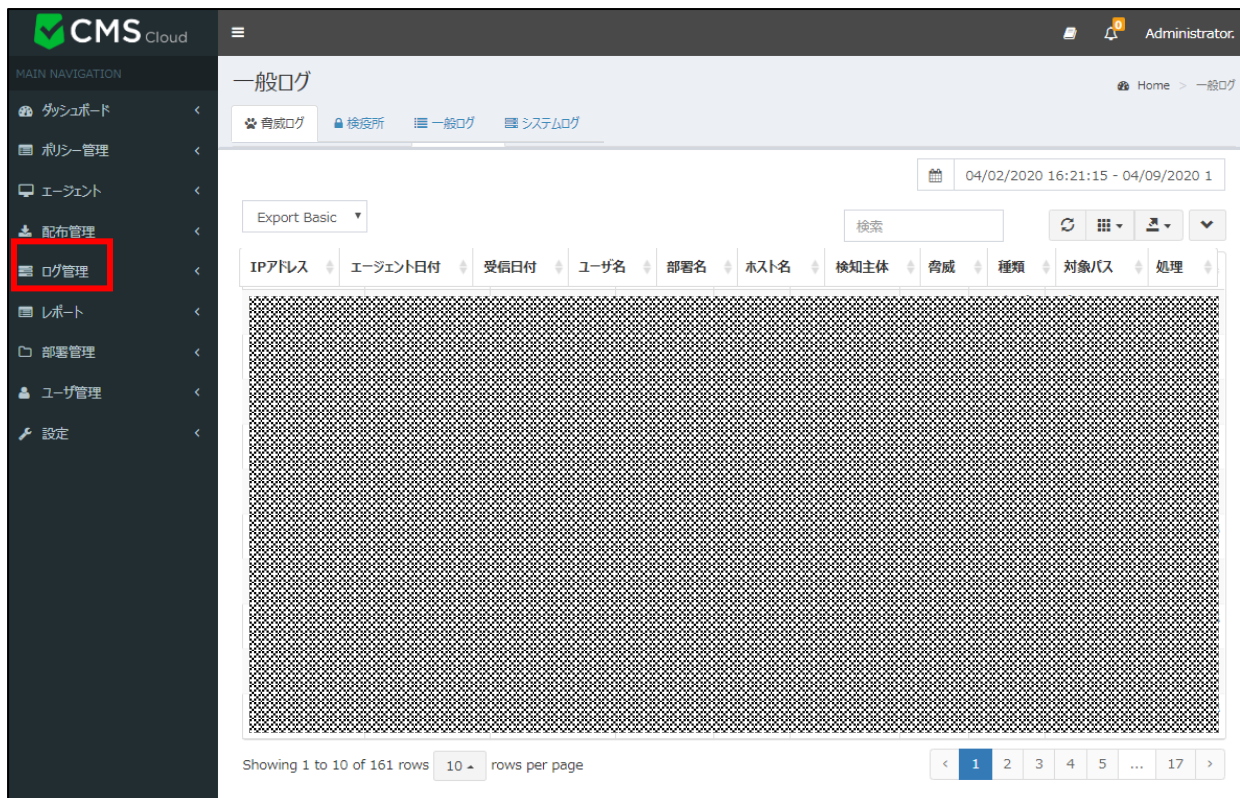 CMS Cloud
0
Administrator.
MAIN NAVIGATION
ダッシュボード
ポリシー管理
エージェント
配布管理
ログ管理
レポート
部署管理
ユーザ管理
設定
一般ログ
Home > 一般ログ
脅威ログ 検疫所 一般ログ システムログ
04/02/2020 16:21:15 - 04/09/2020 1
Export Basic
検索
IPアドレス エージェント日付 受信日付 ユーザ名 部署名 ホスト名 検知主体 脅威 種類 対象パス 処理
Showing 1 to 10 of 161 rows 10 rows per page
< 1 2 3 4 5 ... 17 >